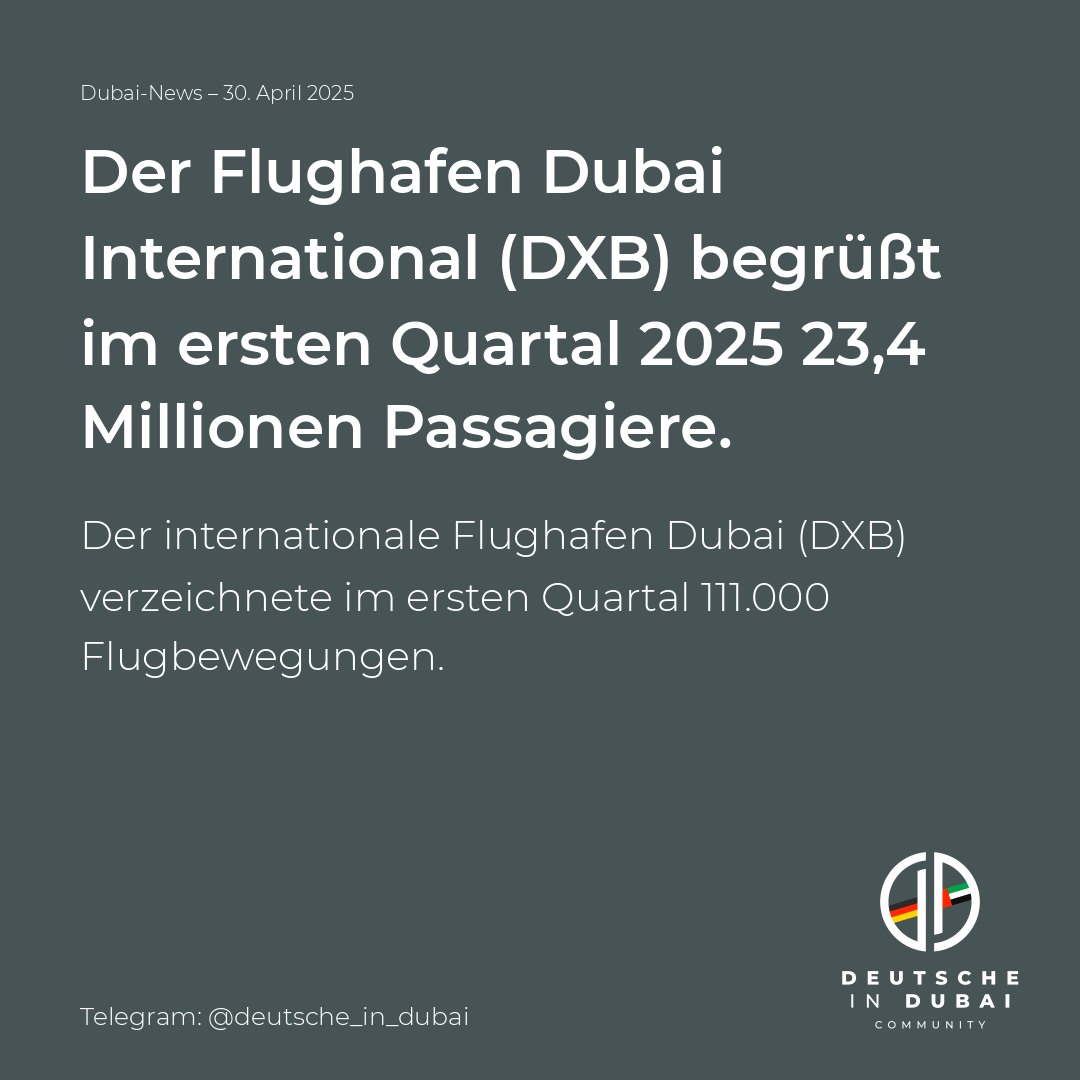 Dubai-News – 30. April 2025
Der Flughafen Dubai
International (DXB) begrüßt
im ersten Quartal 2025 23,4
Millionen Passagiere.
Der internationale Flughafen Dubai (DXB)
verzeichnete im ersten Quartal 111.000
Flugbewegungen.
DEUTSCHE
IN DUBAI
COMMUNITY
Telegram: @deutsche_in_dubai